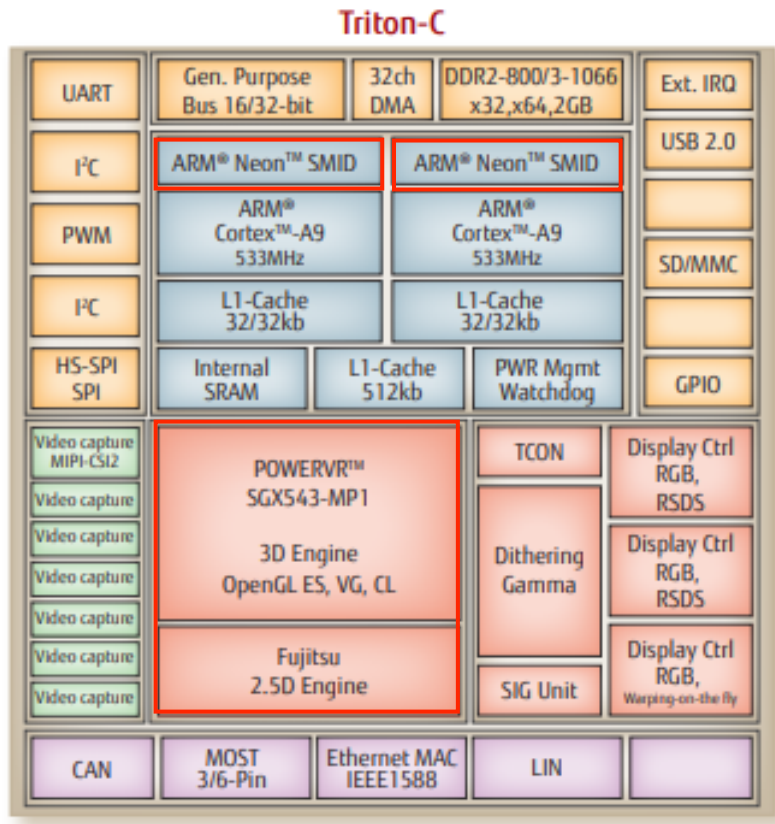 Triton-C
UART
Gen. Purpose
Bus 16/32-bit
32ch
DMA
DDR2-800/3-1066
x32,x64,2GB
Ext. IRQ
I²C
ARM® Neon™ SMID
ARM® Neon™ SMID
USB 2.0
PWM
ARM®
Cortex™-A9
533MHz
ARM®
Cortex™-A9
533MHz
SD/MMC
I²C
L1-Cache
32/32kb
L1-Cache
32/32kb
HS-SPI
SPI
Internal
SRAM
L1-Cache
512kb
PWR Mgmt
Watchdog
GPIO
Video capture
MIPI-CSI2
Video capture
Video capture
Video capture
Video capture
Video capture
Video capture
POWERVR™
SGX543-MP1
3D Engine
OpenGL ES, VG, CL
Fujitsu
2.5D Engine
TCON
Dithering
Gamma
SIG Unit
Display Ctrl
RGB,
RSDS
Display Ctrl
RGB,
RSDS
Display Ctrl
RGB,
Warping-on-the fly
CAN
MOST
3/6-Pin
Ethernet MAC
IEEE1588
LIN